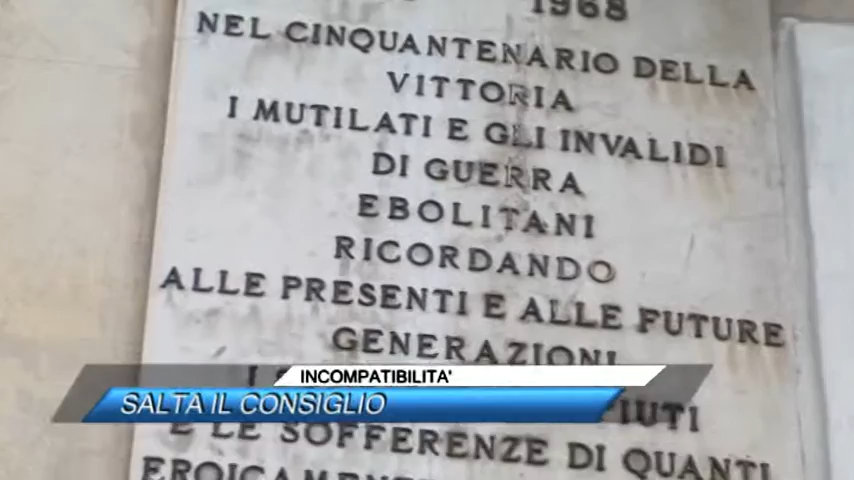 1968
NEL CINQUANTENARIO DELLA
VITTORIA
I MUTILATI E GLI INVALIDI
DI GUERRA
EBOLITANI
RICORDANDO
ALLE PRESENTI E ALLE FUTURE
GENERAZIONI
I
INCOMPATIBILITA'
SALTA IL CONSIGLIO
E LE SOFFERENZE DI QUANTI